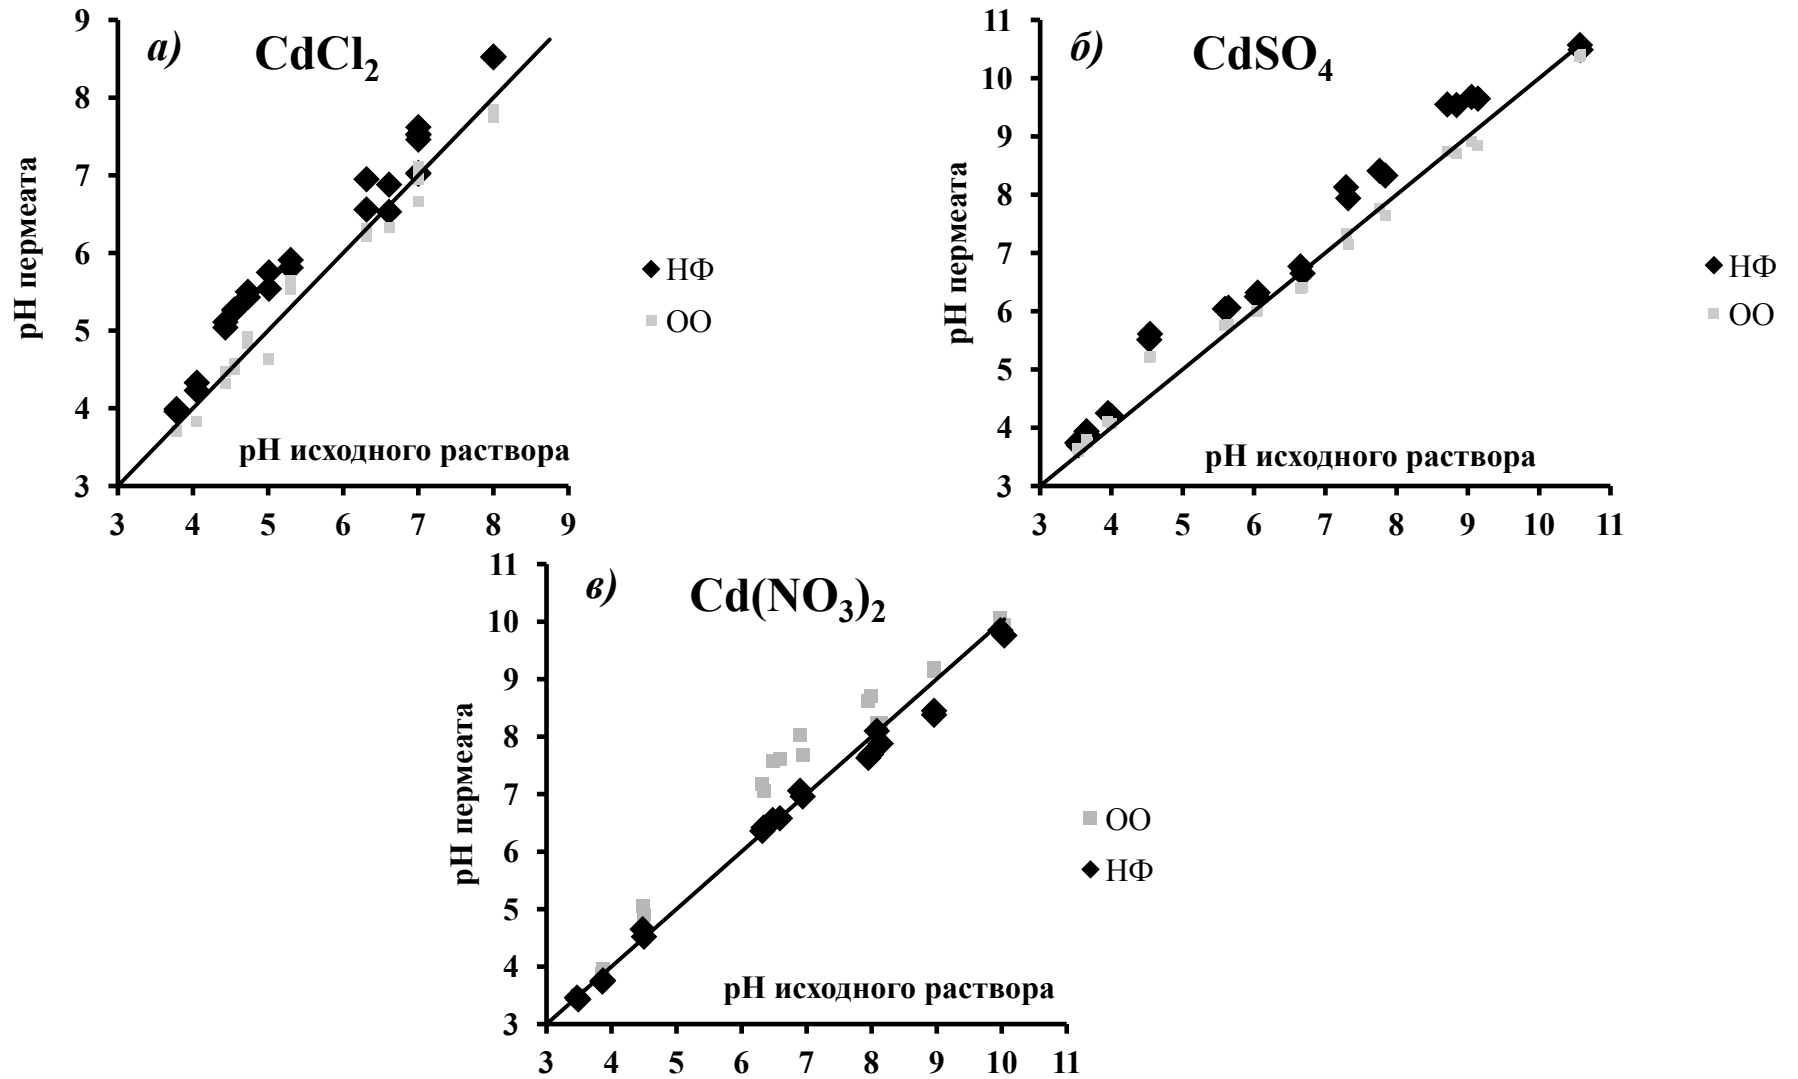 а) CdCl₂
9
8
7
6
5
4
3
3 4 5 6 7 8 9
pH пермеата
pH исходного раствора
НФ
ОО
б) CdSO₄
11
10
9
8
7
6
5
4
3
3 4 5 6 7 8 9 10 11
pH пермеата
pH исходного раствора
НФ
ОО
в) Cd(NO₃)₂
11
10
9
8
7
6
5
4
3
3 4 5 6 7 8 9 10 11
pH пермеата
pH исходного раствора
ОО
НФ